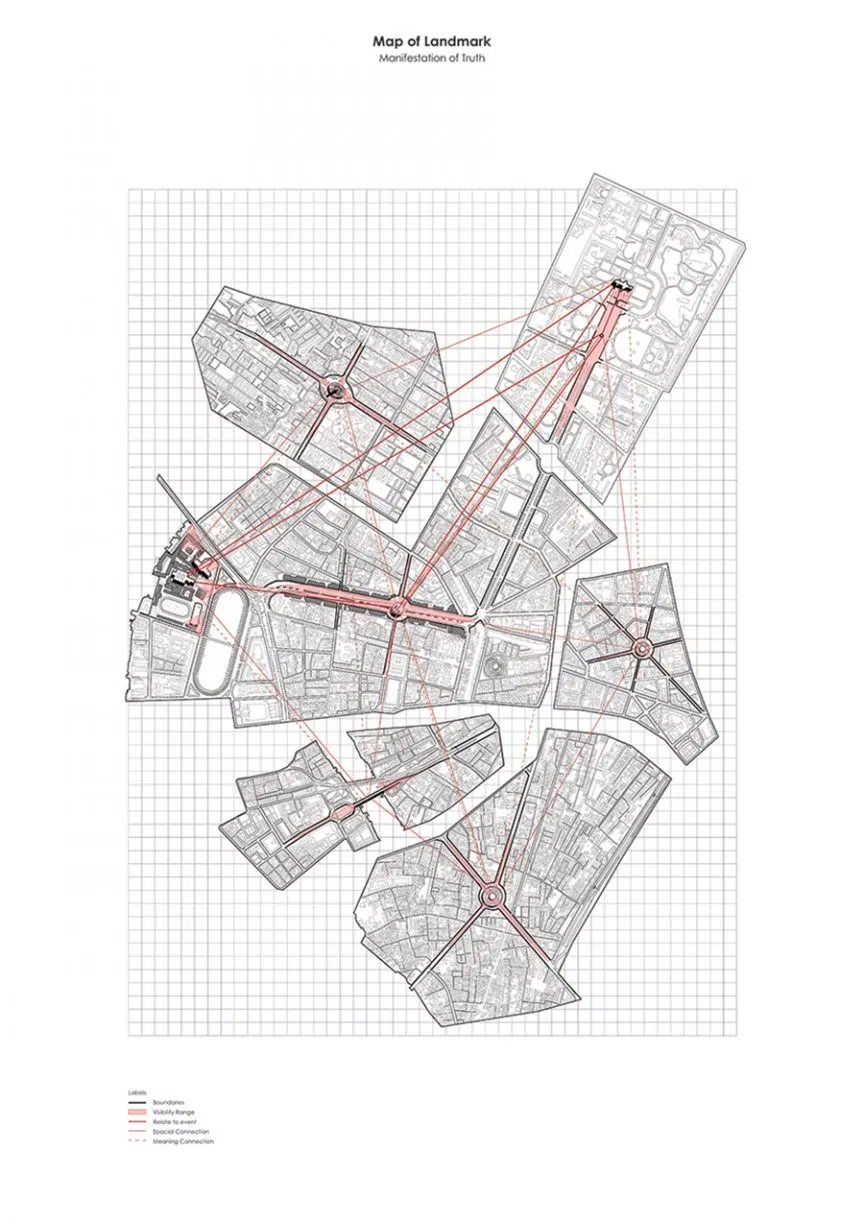 Map of Landmark
Manifestation of Truth
Labels
Boundaries
Visibility Range
Relate to event
Spacial Connection
Meaning Connection